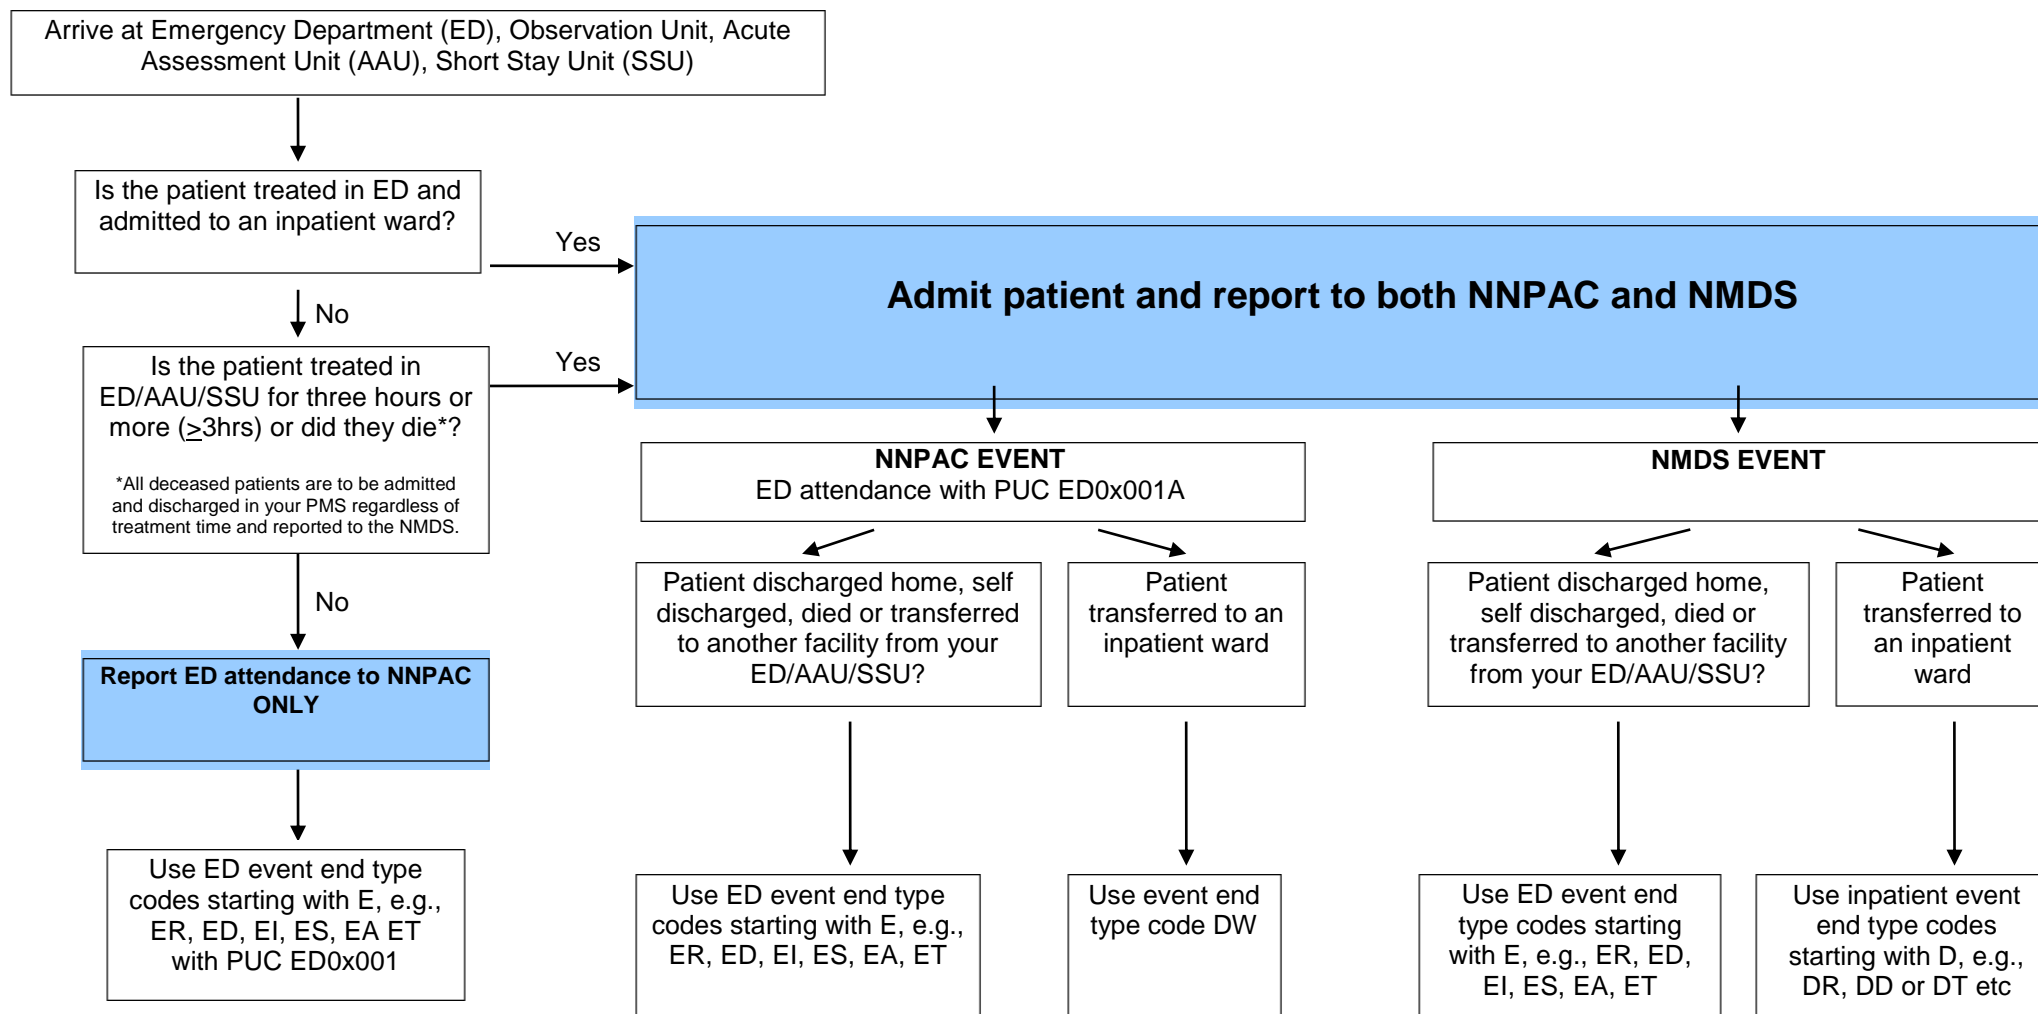 Arrive at Emergency Department (ED), Observation Unit, Acute
Assessment Unit (AAU), Short Stay Unit (SSU)
Is the patient treated in ED and
admitted to an inpatient ward?
Yes
Admit patient and report to both NNPAC and NMDS
No
Is the patient treated in
ED/AAU/SSU for three hours or
more (≥3hrs) or did they die*?
*All deceased patients are to be admitted
and discharged in your PMS regardless of
treatment time and reported to the NMDS.
Yes
NNPAC EVENT
ED attendance with PUC ED0x001A
NMDS EVENT
No
Patient discharged home, self
discharged, died or transferred
to another facility from your
ED/AAU/SSU?
Patient
transferred to an
inpatient ward
Patient discharged home,
self discharged, died or
transferred to another facility
from your ED/AAU/SSU?
Patient
transferred to
an inpatient
ward
Report ED attendance to NNPAC
ONLY
Use ED event end type
codes starting with E, e.g.,
ER, ED, EI, ES, EA ET
with PUC ED0x001
Use ED event end type
codes starting with E, e.g.,
ER, ED, EI, ES, EA, ET
Use event end
type code DW
Use ED event end
type codes starting
with E, e.g., ER, ED,
EI, ES, EA, ET
Use inpatient event
end type codes
starting with D, e.g.,
DR, DD or DT etc